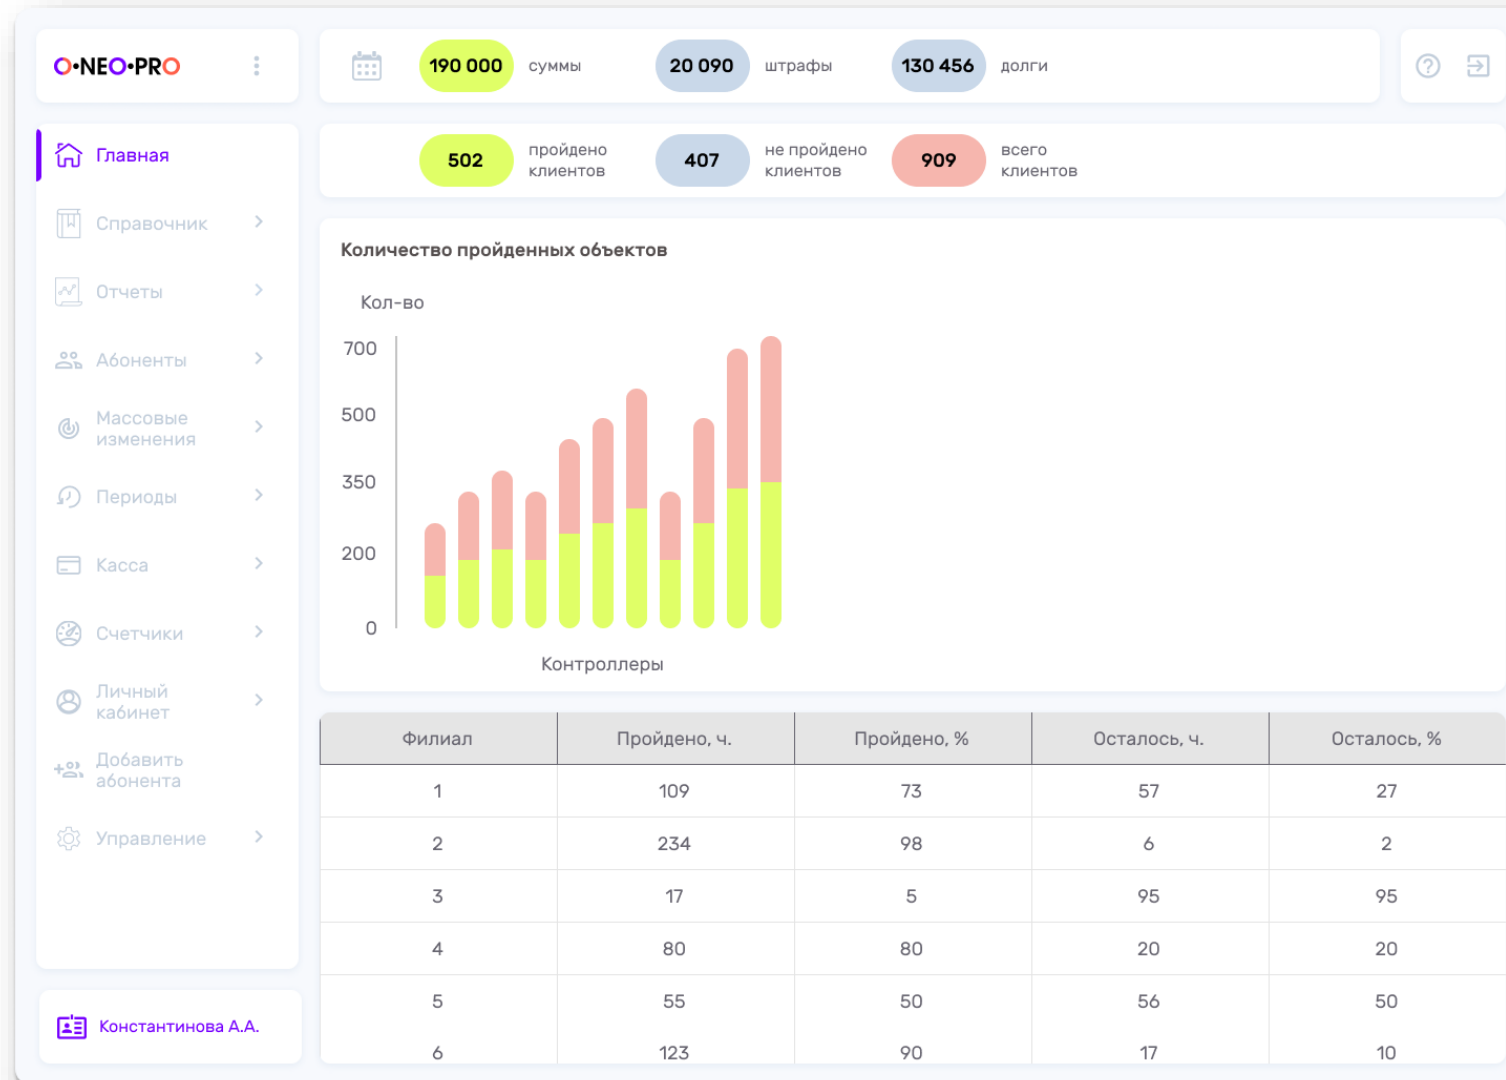 O•NEO•PRO
190 000 суммы 20 090 штрафы 130 456 долги
502 пройдено клиентов 407 не пройдено клиентов 909 всего клиентов
Главная
Справочник
Отчеты
Абоненты
Массовые
изменения
Периоды
Касса
Счетчики
Личный
кабинет
Добавить
абонента
Управление
Константинова А.А.
Количество пройденных объектов
Кол-во
700
500
350
200
0
Контроллеры
Филиал Пройдено, ч. Пройдено, % Осталось, ч. Осталось, %
1 109 73 57 27
2 234 98 6 2
3 17 5 95 95
4 80 80 20 20
5 55 50 56 50
6 123 90 17 10